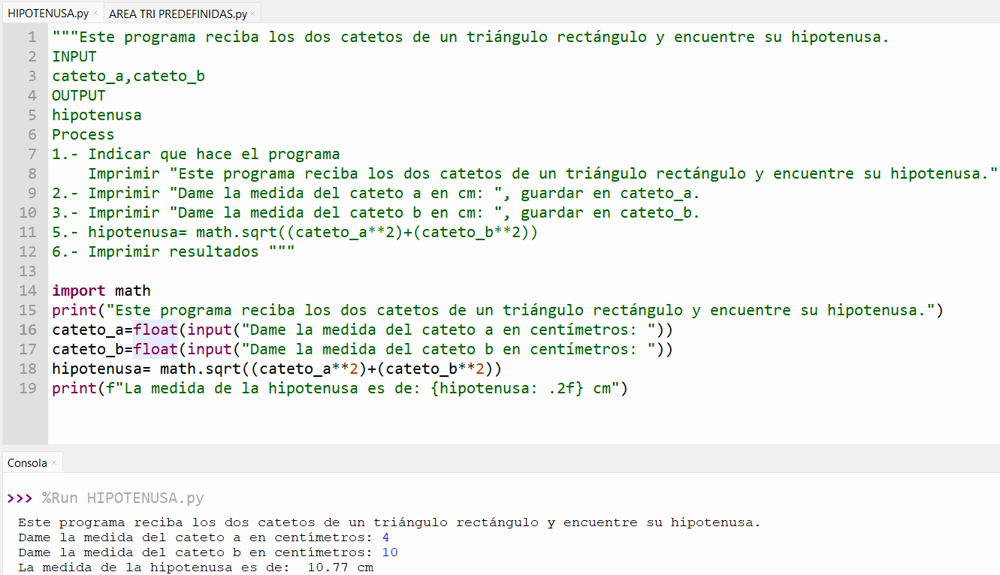 HIPOTENUSA.py × AREA TRI PREDEFINIDAS.py ×
1 """Este programa reciba los dos catetos de un triángulo rectángulo y encuentre su hipotenusa.
2 INPUT
3 cateto_a,cateto_b
4 OUTPUT
5 hipotenusa
6 Process
7 1.- Indicar que hace el programa
8     Imprimir "Este programa reciba los dos catetos de un triángulo rectángulo y encuentre su hipotenusa."
9 2.- Imprimir "Dame la medida del cateto a en cm: ", guardar en cateto_a.
10 3.- Imprimir "Dame la medida del cateto b en cm: ", guardar en cateto_b.
11 5.- hipotenusa= math.sqrt((cateto_a**2)+(cateto_b**2))
12 6.- Imprimir resultados """
13
14 import math
15 print("Este programa reciba los dos catetos de un triángulo rectángulo y encuentre su hipotenusa.")
16 cateto_a=float(input("Dame la medida del cateto a en centímetros: "))
17 cateto_b=float(input("Dame la medida del cateto b en centímetros: "))
18 hipotenusa= math.sqrt((cateto_a**2)+(cateto_b**2))
19 print(f"La medida de la hipotenusa es de: {hipotenusa: .2f} cm")
Consola ×
>>> %Run HIPOTENUSA.py
Este programa reciba los dos catetos de un triángulo rectángulo y encuentre su hipotenusa.
Dame la medida del cateto a en centímetros: 4
Dame la medida del cateto b en centímetros: 10
La medida de la hipotenusa es de:  10.77 cm